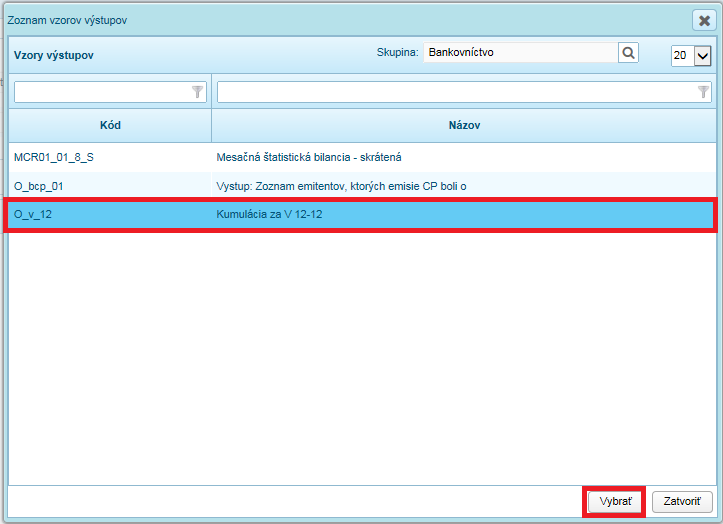 Zoznam vzorov výstupov
Vzory výstupov Skupina: Bankovníctvo 20
Kód Názov
MCR01_01_8_S Mesačná štatistická bilancia - skrátená
O_bcp_01 Vystup: Zoznam emitentov, ktorých emisie CP boli o
O_v_12 Kumulácia za V 12-12
Vybrať Zatvoriť